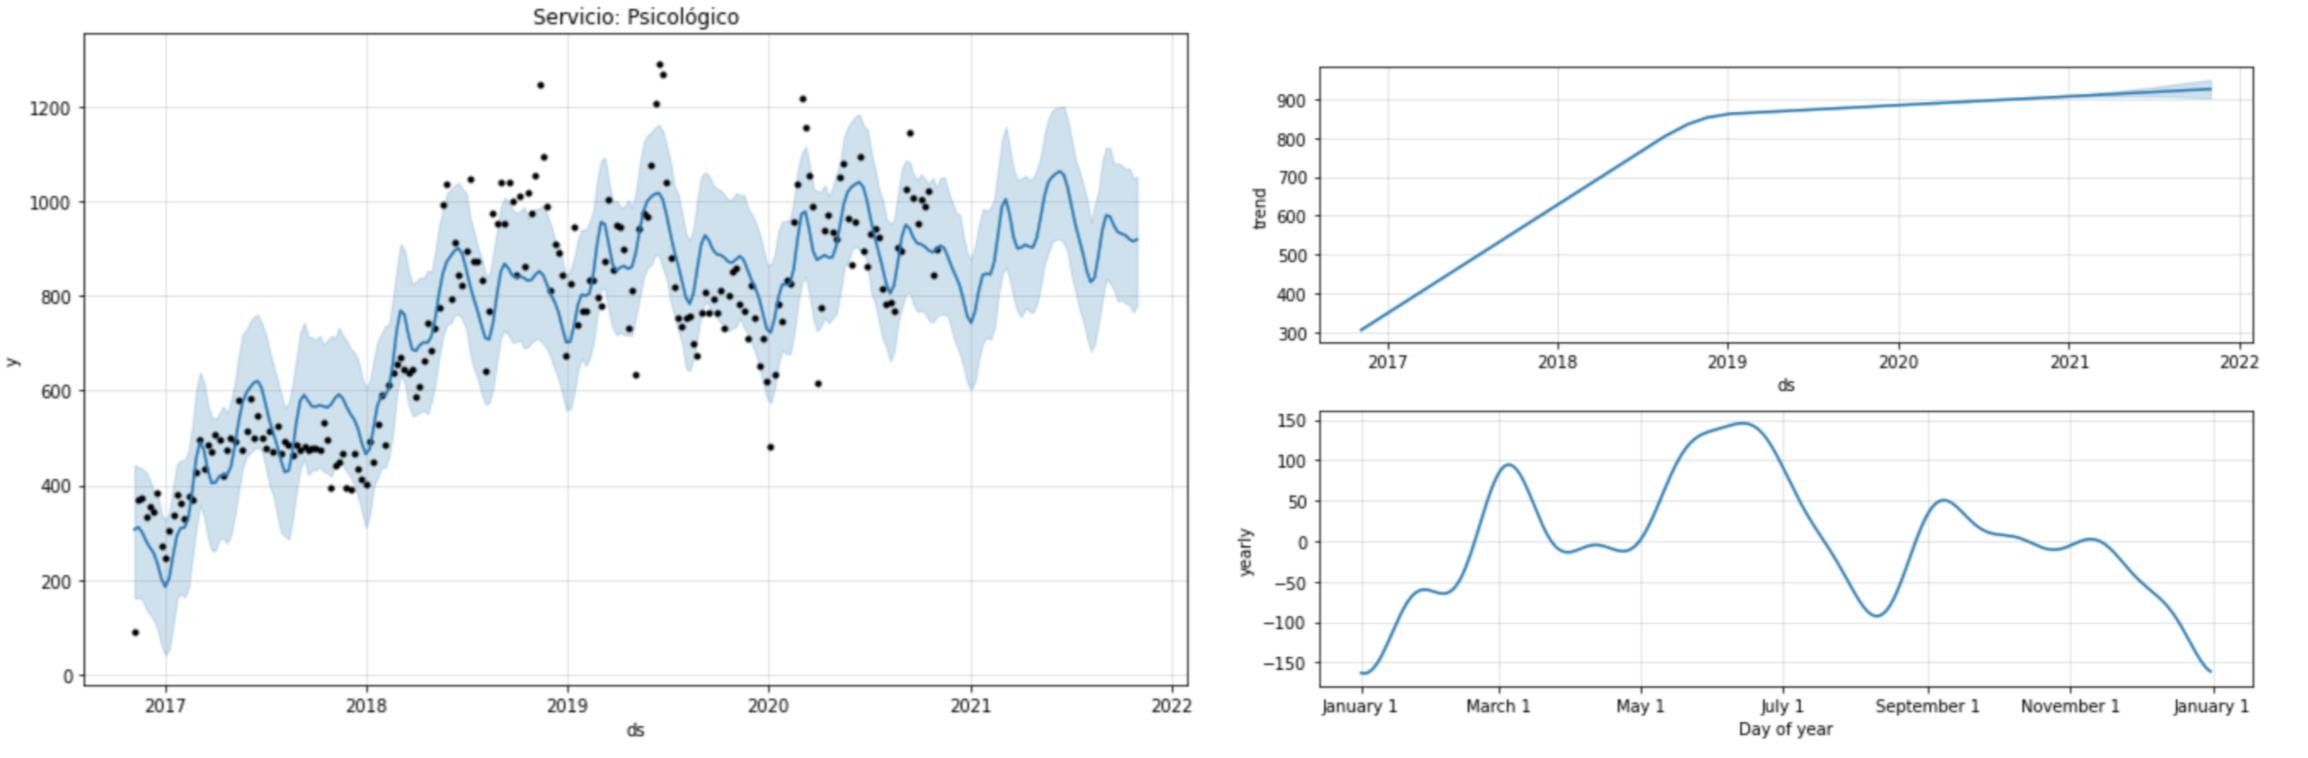 Servicio: Psicológico
1200
1000
800
600
400
200
0
y
2017 2018 2019 2020 2021 2022
ds
900
800
700
600
500
400
300
trend
2017 2018 2019 2020 2021 2022
ds
150
100
50
0
−50
−100
−150
yearly
January 1 March 1 May 1 July 1 September 1 November 1 January 1
Day of year